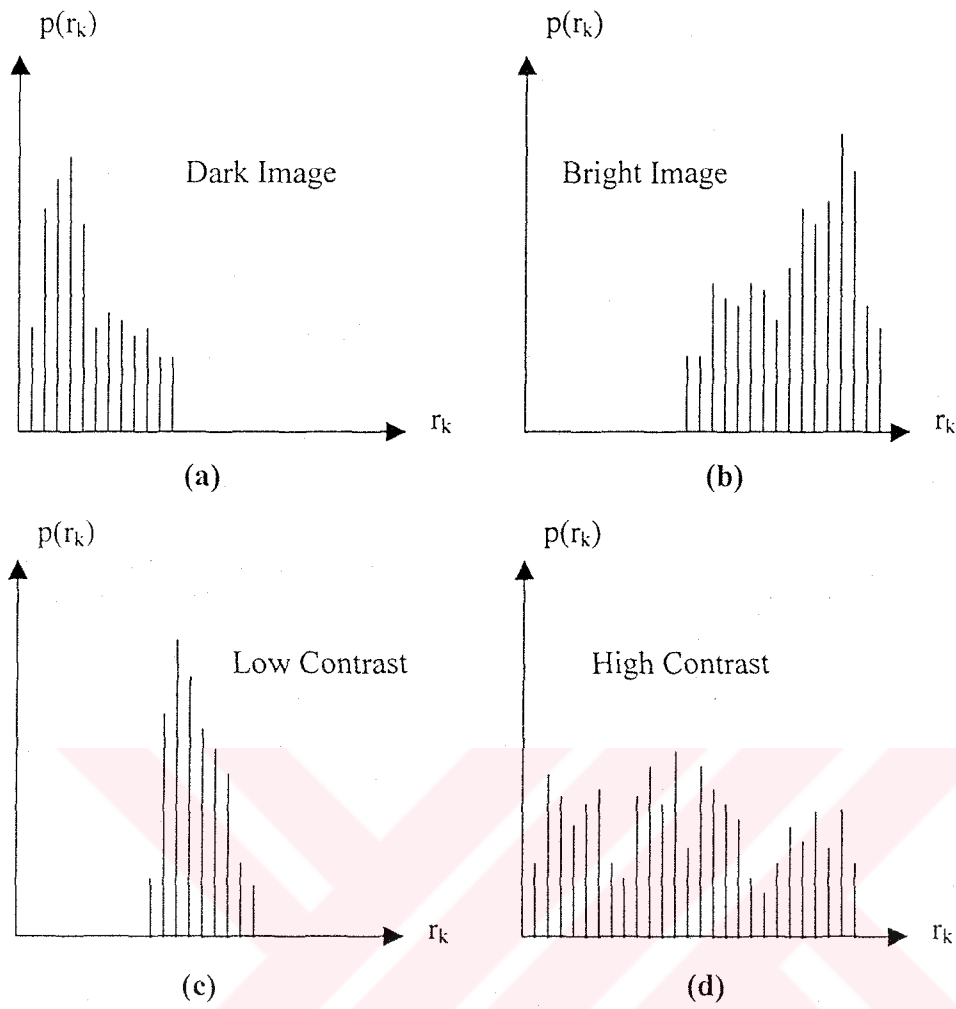 p(rk)
Dark Image
rk
(a)
p(rk)
Bright Image
rk
(b)
p(rk)
Low Contrast
rk
(c)
p(rk)
High Contrast
rk
(d)